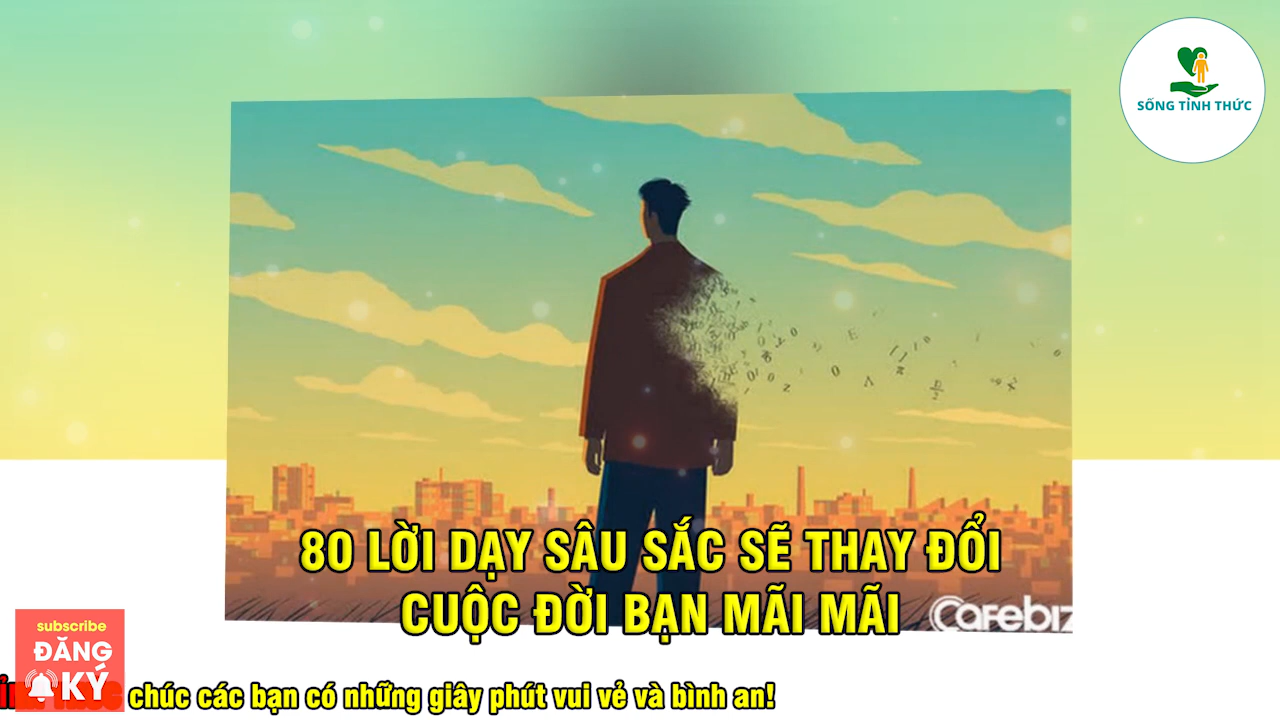 SỐNG TỈNH THỨC
80 LỜI DẠY SÂU SẮC SẼ THAY ĐỔI
CUỘC ĐỜI BẠN MÃI MÃI
Cafebiz
subscribe
ĐĂNG
KÝ
chúc các bạn có những giây phút vui vẻ và bình an!